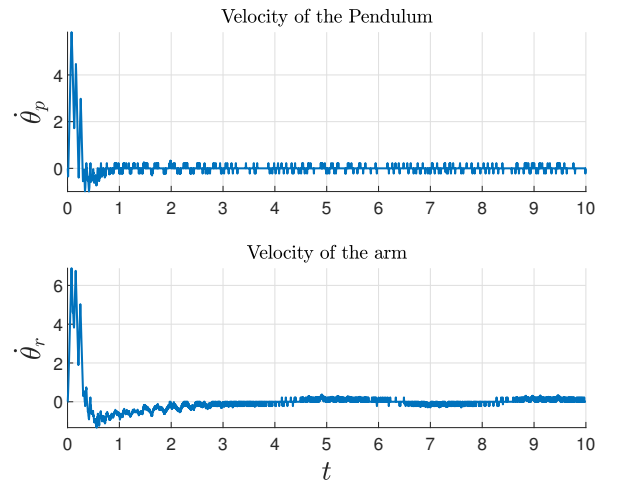 Velocity of the Pendulum
θ̇ₚ
4
2
0
0 1 2 3 4 5 6 7 8 9 10
Velocity of the arm
θ̇ᵣ
6
4
2
0
0 1 2 3 4 5 6 7 8 9 10
t